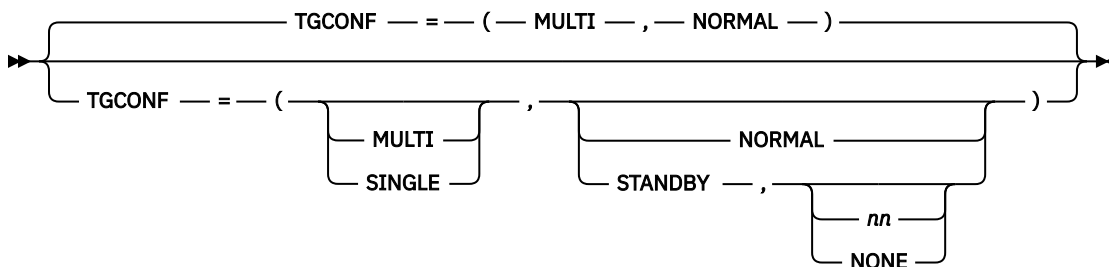 TGCONF = ( MULTI , NORMAL )
TGCONF = ( , )
MULTI NORMAL
SINGLE STANDBY ,
nn
NONE